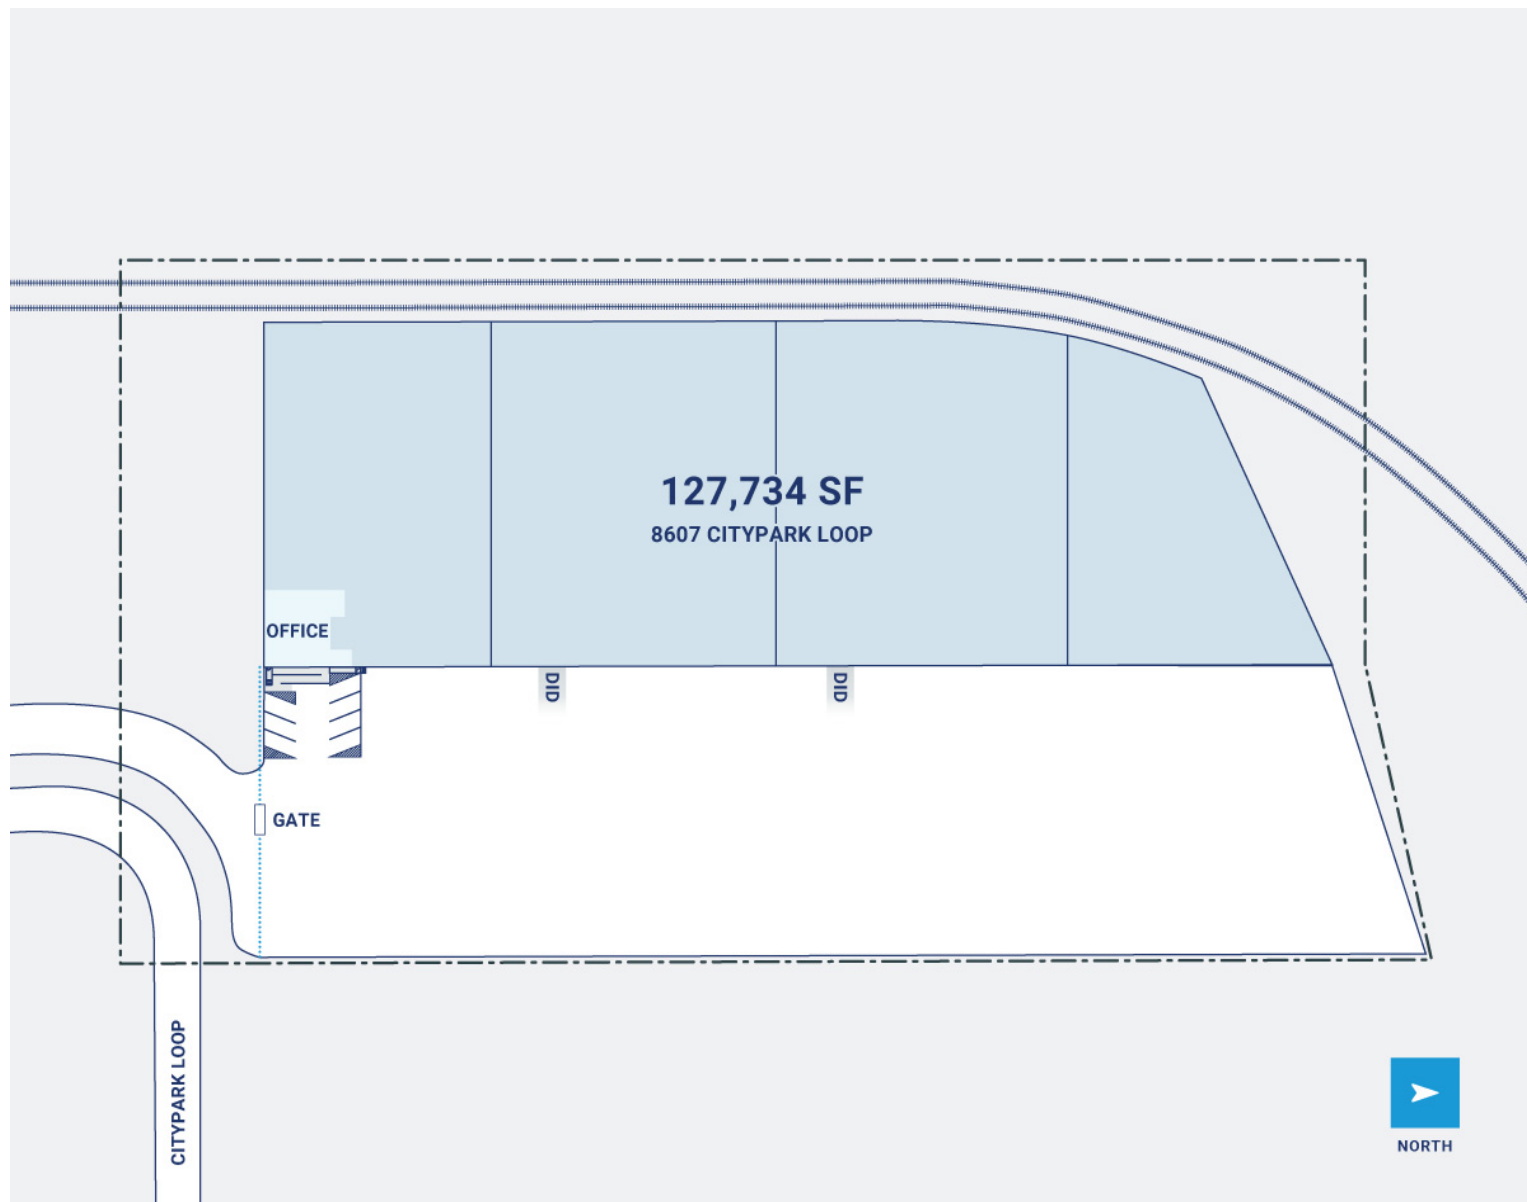 127,734 SF
8607 CITYPARK LOOP
OFFICE
DID
DID
GATE
CITYPARK LOOP
NORTH